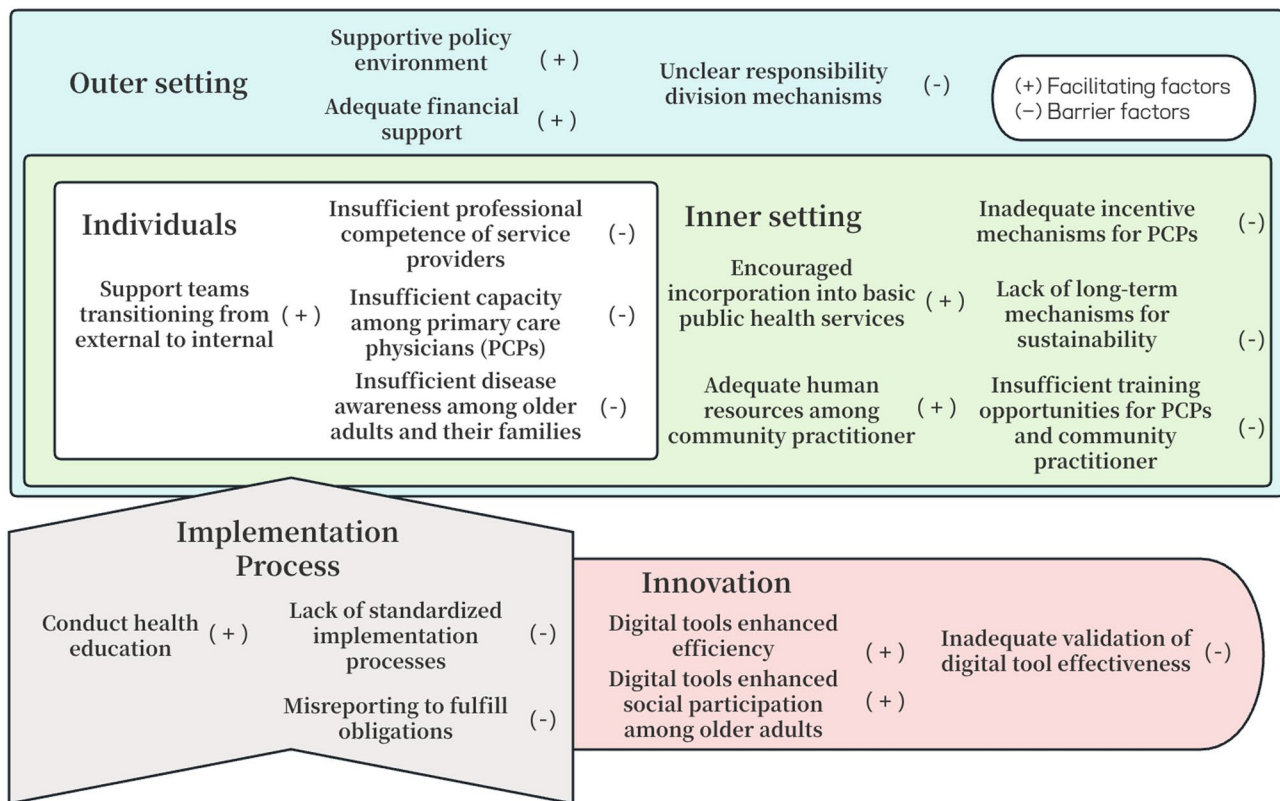 Outer setting
Supportive policy
environment
(+)
Adequate financial
support
(+)
Unclear responsibility
division mechanisms
(-)
(+) Facilitating factors
(−) Barrier factors
Individuals
Support teams
transitioning from
external to internal
(+)
Insufficient professional
competence of service
providers
(-)
Insufficient capacity
among primary care
physicians (PCPs)
(-)
Insufficient disease
awareness among older
adults and their families
(-)
Inner setting
Encouraged
incorporation into basic
public health services
(+)
Adequate human
resources among
community practitioner
(+)
Inadequate incentive
mechanisms for PCPs
(-)
Lack of long-term
mechanisms for
sustainability
(-)
Insufficient training
opportunities for PCPs
and community
practitioner
(-)
Implementation
Process
Conduct health
education
(+)
Lack of standardized
implementation
processes
(-)
Misreporting to fulfill
obligations
(-)
Innovation
Digital tools enhanced
efficiency
(+)
Digital tools enhanced
social participation
among older adults
(+)
Inadequate validation of
digital tool effectiveness
(-)